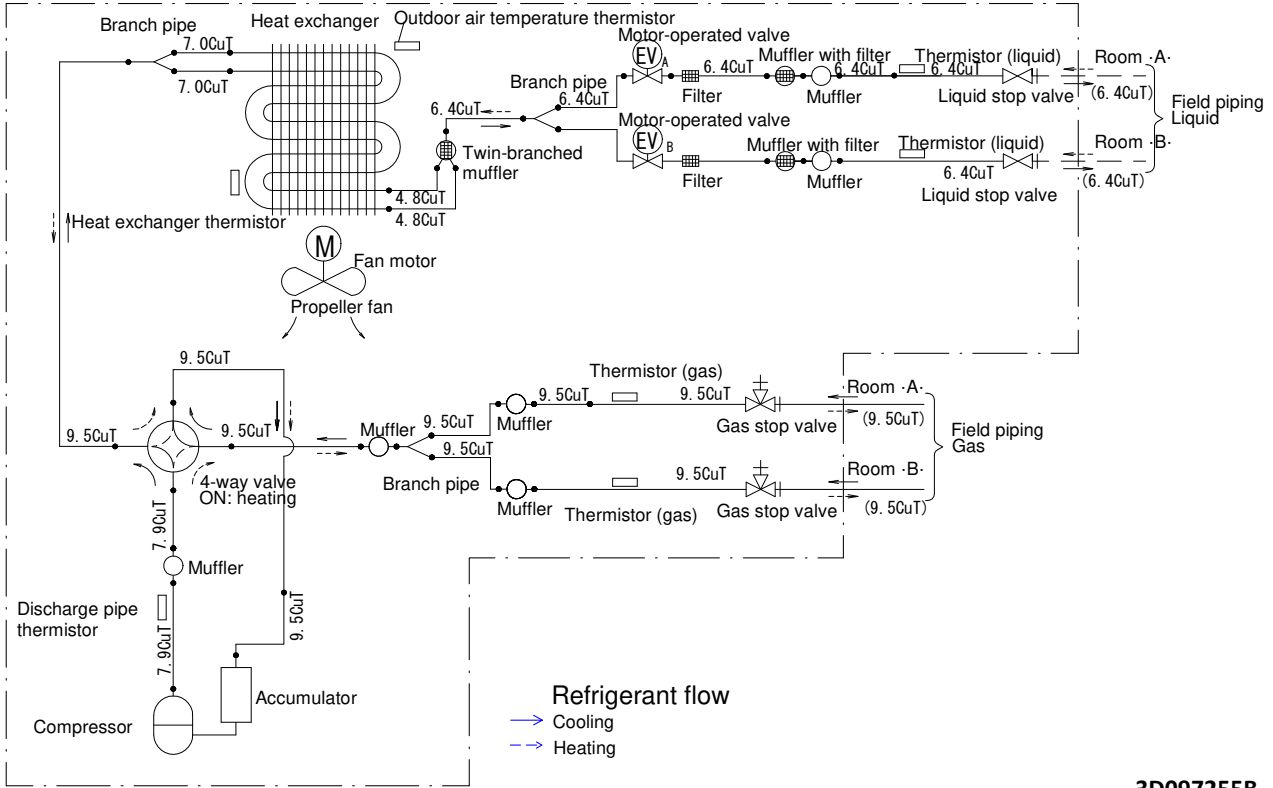 Branch pipe
Heat exchanger
Outdoor air temperature thermistor
7.0CuT
7.0CuT
Motor-operated valve
EV A
6.4CuT
Filter
Muffler with filter
6.4CuT
Muffler
Thermistor (liquid)
6.4CuT
Liquid stop valve
Room ·A·
(6.4CuT)
Branch pipe
6.4CuT
6.4CuT
Field piping
Liquid
Motor-operated valve
EV B
Filter
Muffler with filter
Muffler
Thermistor (liquid)
6.4CuT
Liquid stop valve
Room ·B·
(6.4CuT)
Twin-branched
muffler
4.8CuT
4.8CuT
Heat exchanger thermistor
M
Fan motor
Propeller fan
9.5CuT
Thermistor (gas)
9.5CuT
9.5CuT
Muffler
Gas stop valve
Room ·A·
(9.5CuT)
9.5CuT
9.5CuT
Muffler
9.5CuT
9.5CuT
Branch pipe
Field piping
Gas
4-way valve
ON: heating
9.5CuT
Muffler
Thermistor (gas)
Gas stop valve
Room ·B·
(9.5CuT)
7.9CuT
Muffler
Discharge pipe
thermistor
7.9CuT
9.5CuT
Accumulator
Compressor
Refrigerant flow
Cooling
Heating